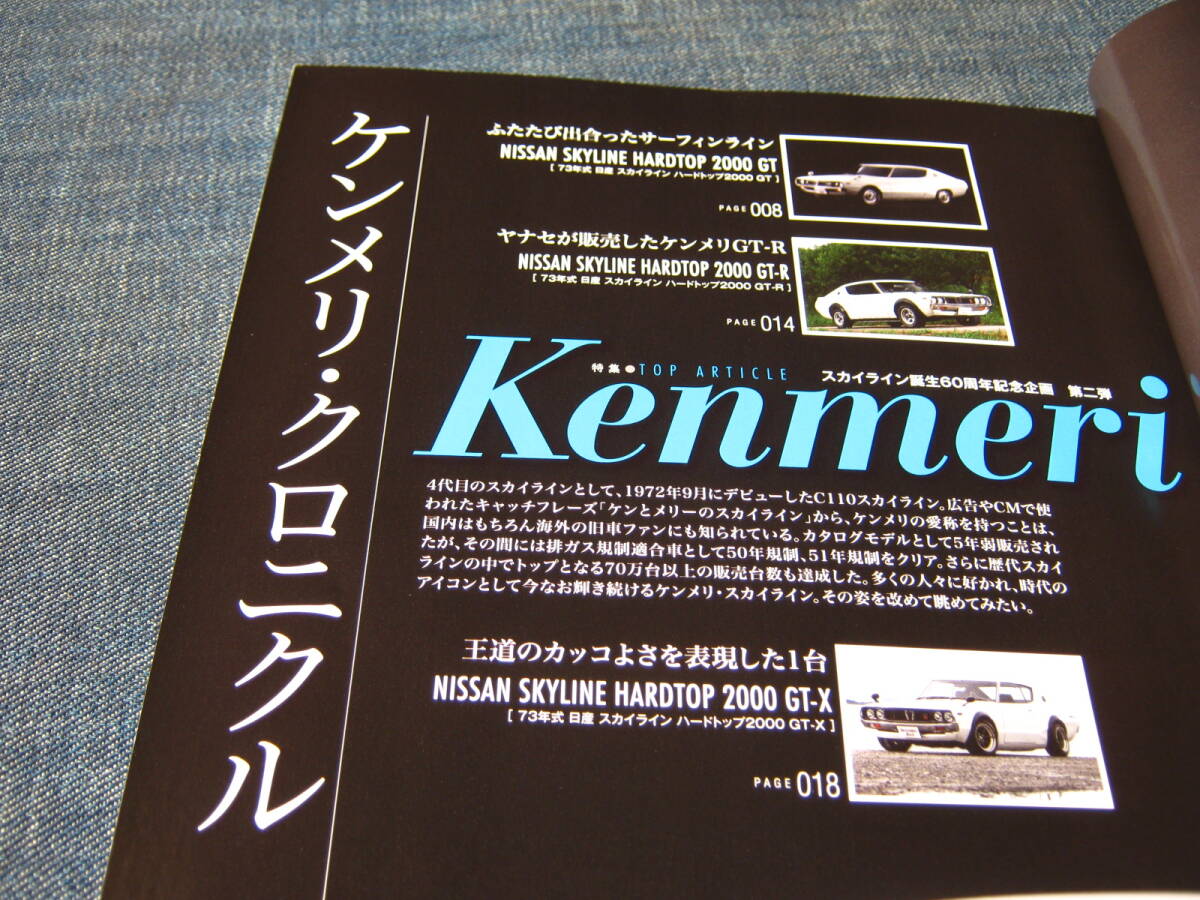 ケンメリ・クロニクル
ふたたび出合ったサーフィンライン
NISSAN SKYLINE HARDTOP 2000 GT
[ 73年式 日産 スカイライン ハードトップ2000 GT ]
PAGE 008
ヤナセが販売したケンメリGT-R
NISSAN SKYLINE HARDTOP 2000 GT-R
[ 73年式 日産 スカイライン ハードトップ2000 GT-R ]
PAGE 014
特集●TOP ARTICLE
スカイライン誕生60周年記念企画 第二弾
Kenmeri
4代目のスカイラインとして、1972年9月にデビューしたC110スカイライン。広告やCMで使
われたキャッチフレーズ「ケンとメリーのスカイライン」から、ケンメリの愛称を持つことは、
国内はもちろん海外の旧車ファンにも知られている。カタログモデルとして5年弱販売され
たが、その間には排ガス規制適合車として50年規制、51年規制をクリア。さらに歴代スカイ
ラインの中でトップとなる70万台以上の販売台数も達成した。多くの人々に好かれ、時代の
アイコンとして今なお輝き続けるケンメリ・スカイライン。その姿を改めて眺めてみたい。
王道のカッコよさを表現した1台
NISSAN SKYLINE HARDTOP 2000 GT-X
[ 73年式 日産 スカイライン ハードトップ2000 GT-X ]
PAGE 018